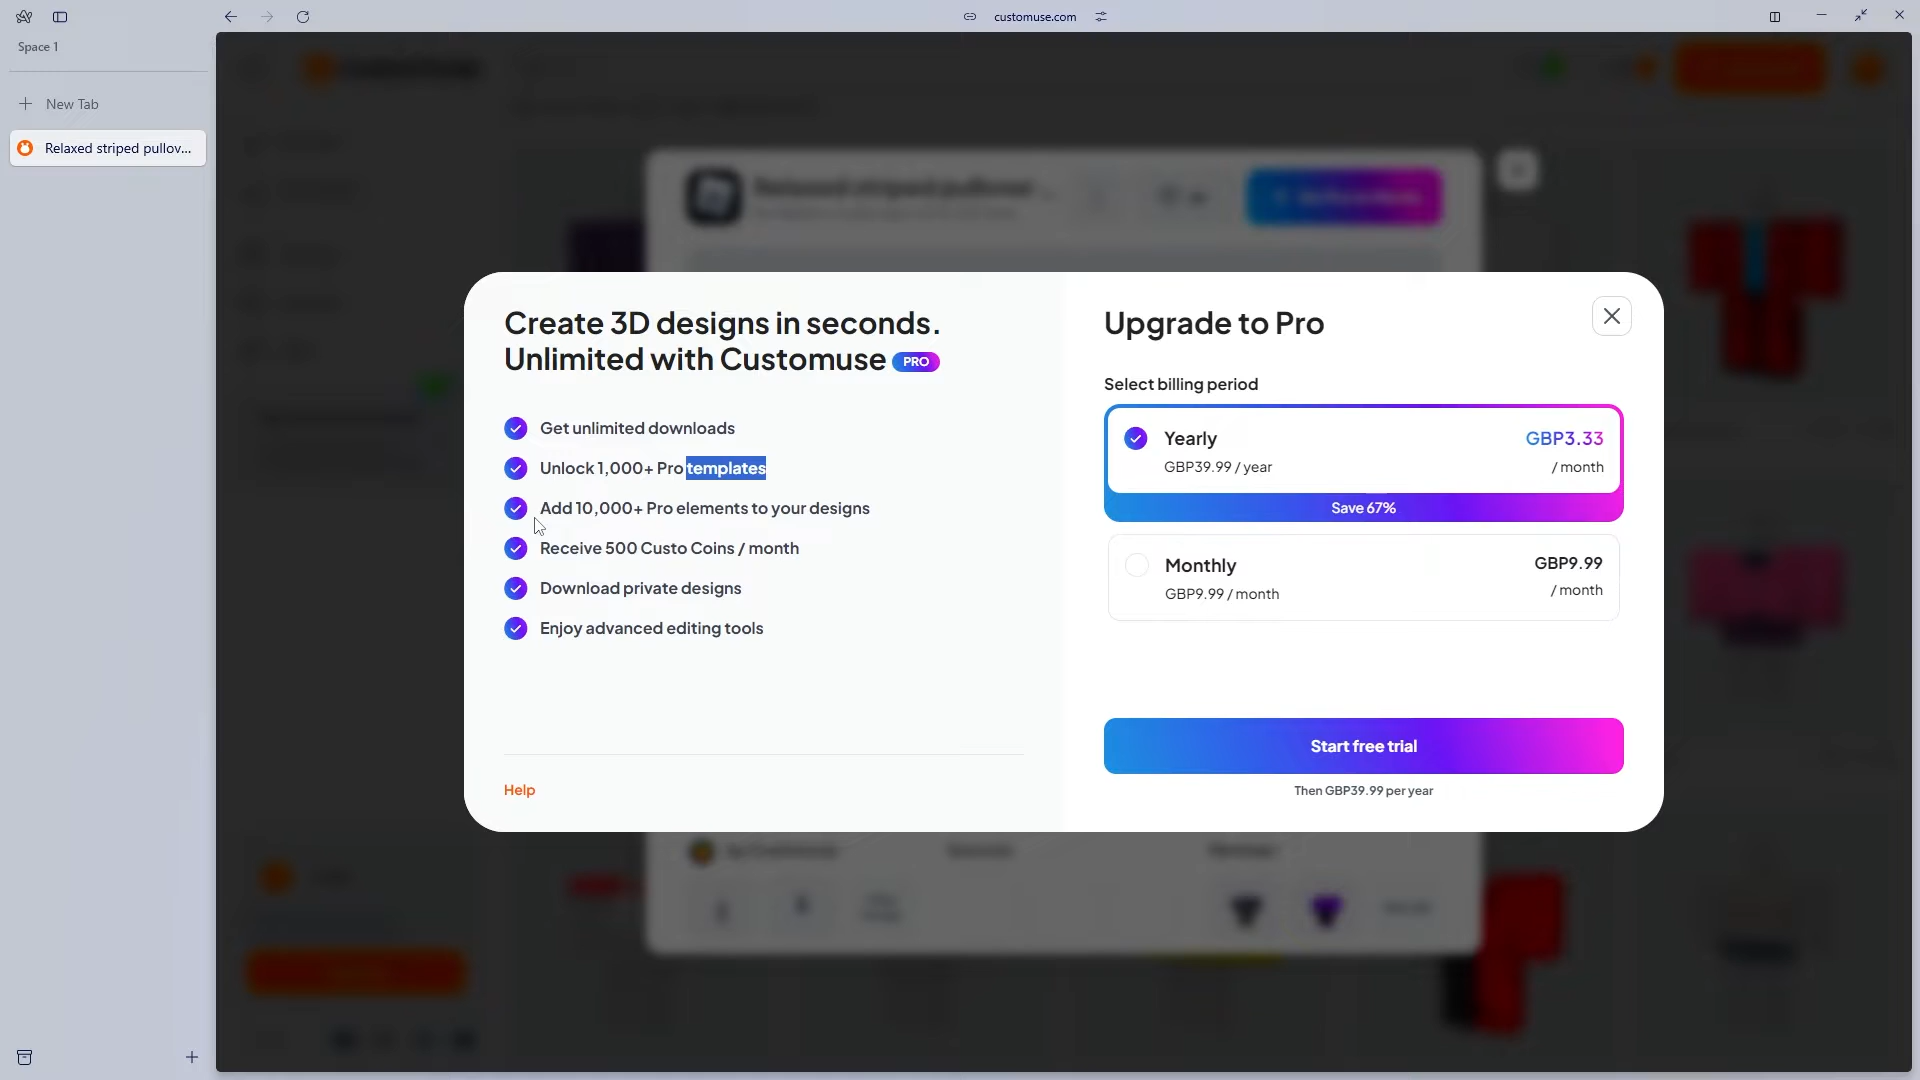 customuse.com
Space 1
New Tab
Relaxed striped pullov...
Create 3D designs in seconds.
Unlimited with Customuse PRO
Get unlimited downloads
Unlock 1,000+ Pro templates
Add 10,000+ Pro elements to your designs
Receive 500 Custo Coins / month
Download private designs
Enjoy advanced editing tools
Help
Upgrade to Pro
Select billing period
Yearly
GBP3.33
GBP39.99 / year
/ month
Save 67%
Monthly
GBP9.99
GBP9.99 / month
/ month
Start free trial
Then GBP39.99 per year